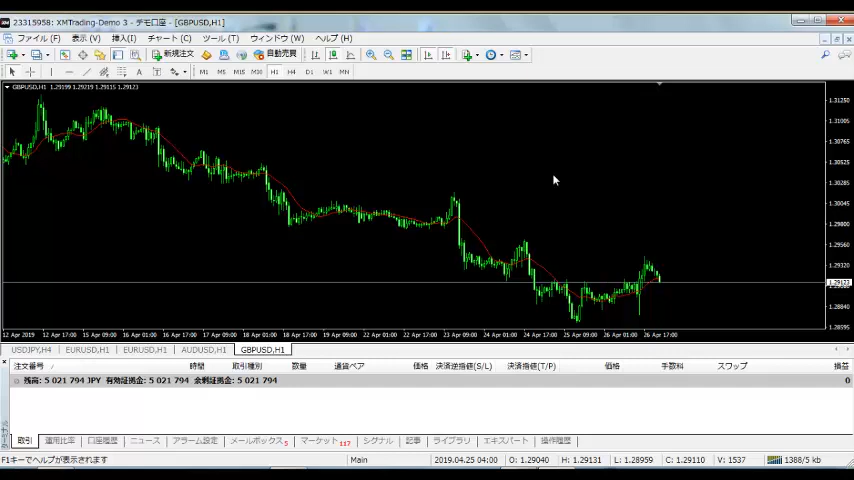 23315958: XMTrading-Demo 3 - デモ口座 - [GBPUSD,H1]
ファイル (F) 表示 (V) 挿入(I) チャート (C) ツール (T) ウィンドウ (W) ヘルプ (H)
新規注文 自動売買
A T M1 M5 M15 M30 H1 H4 D1 W1 MN
GBPUSD,H1 1.29199 1.29219 1.29115 1.29123
1.31250
1.31005
1.30765
1.30525
1.30285
1.30045
1.29800
1.29560
1.29320
1.29123
1.28835
1.28595
12 Apr 2019 12 Apr 17:00 15 Apr 09:00 16 Apr 01:00 16 Apr 17:00 17 Apr 09:00 18 Apr 01:00 18 Apr 17:00 19 Apr 09:00 22 Apr 01:00 22 Apr 17:00 23 Apr 09:00 24 Apr 01:00 24 Apr 17:00 25 Apr 09:00 26 Apr 01:00 26 Apr 17:00
USDJPY,H4 EURUSD,H1 EURUSD,H1 AUDUSD,H1 GBPUSD,H1
注文番号 時間 取引種別 数量 通貨ペア 価格 決済逆指値(S/L) 決済指値(T/P) 価格 手数料 スワップ 損益
残高: 5 021 794 JPY 有効証拠金: 5 021 794 余剰証拠金: 5 021 794 0
取引 運用比率 口座履歴 ニュース アラーム設定 メールボックス 5 マーケット 117 シグナル 記事 ライブラリ エキスパート 操作履歴
F1キーでヘルプが表示されます Main 2019.04.25 04:00 O: 1.29040 H: 1.29131 L: 1.28959 C: 1.29110 V: 1537 1388/5 kb